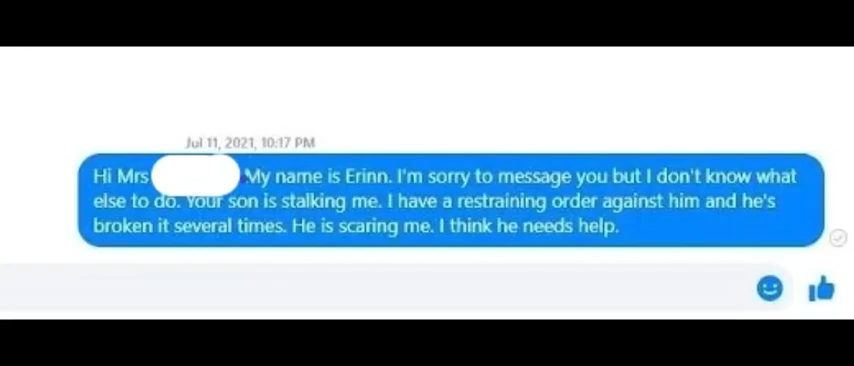 Jul 11, 2021, 10:17 PM
Hi Mrs My name is Erinn. I'm sorry to message you but I don't know what
else to do. Your son is stalking me. I have a restraining order against him and he's
broken it several times. He is scaring me. I think he needs help.